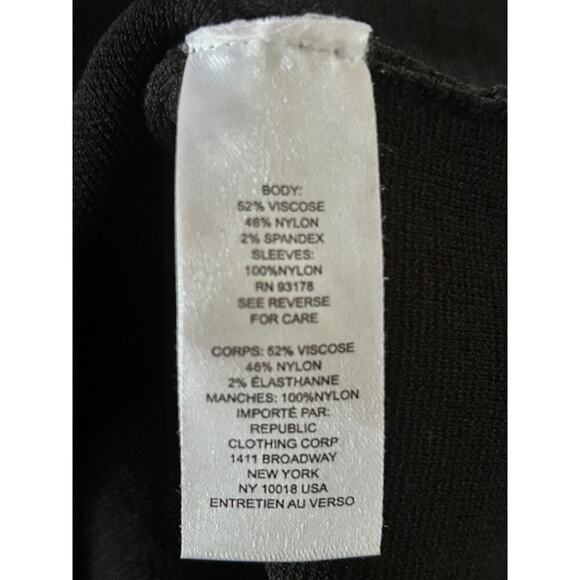 BODY:
52% VISCOSE
46% NYLON
2% SPANDEX
SLEEVES:
100%NYLON
RN 93178
SEE REVERSE
FOR CARE
CORPS: 52% VISCOSE
46% NYLON
2% ÉLASTHANNE
MANCHES: 100%NYLON
IMPORTÉ PAR:
REPUBLIC
CLOTHING CORP
1411 BROADWAY
NEW YORK
NY 10018 USA
ENTRETIEN AU VERSO